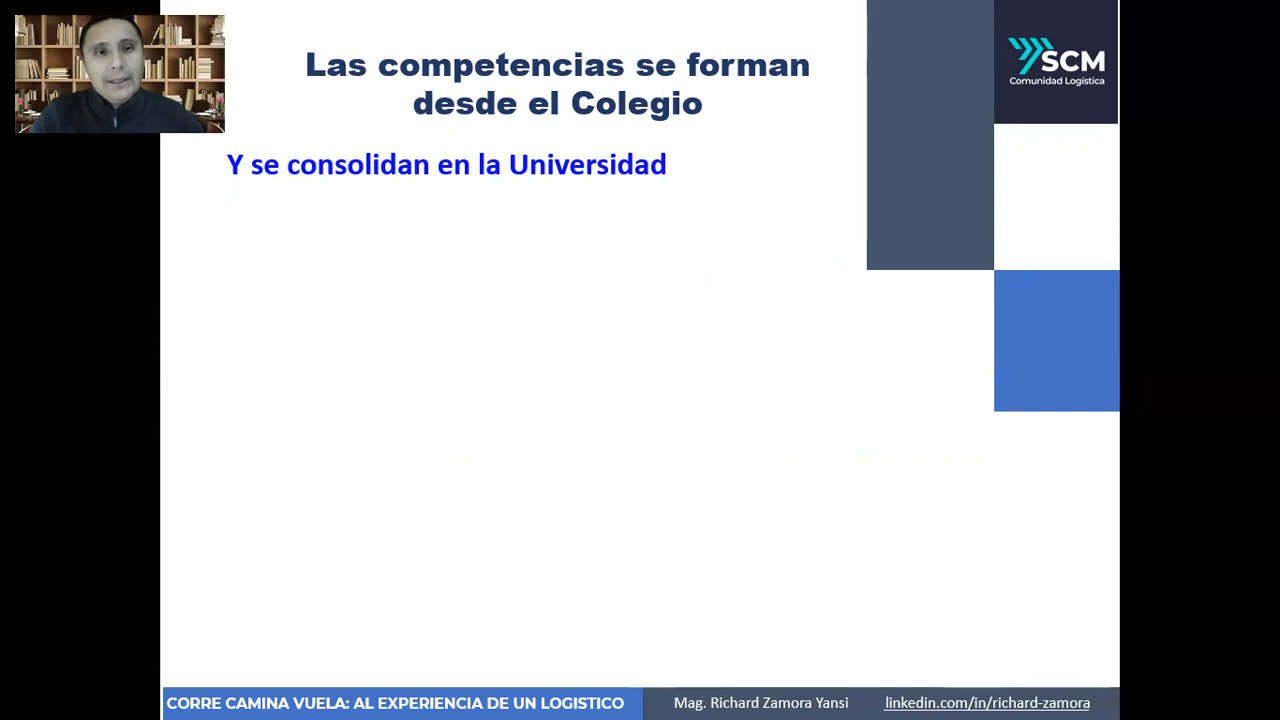 Las competencias se forman
desde el Colegio
SCM
Comunidad Logística
Y se consolidan en la Universidad
CORRE CAMINA VUELA: AL EXPERIENCIA DE UN LOGISTICO
Mag. Richard Zamora Yansi
linkedin.com/in/richard-zamora